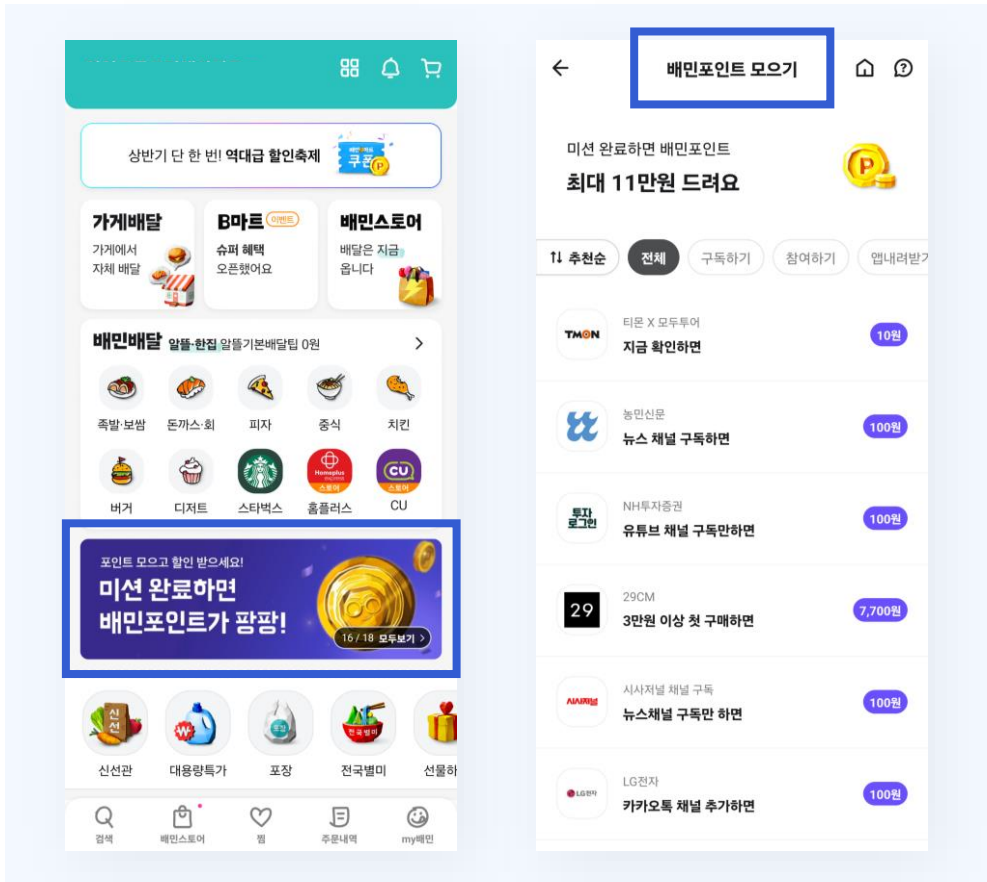 상반기 단 한 번! 역대급 할인축제
쿠폰
P
가게배달
가게에서
자체 배달
B마트 이벤트
슈퍼 혜택
오픈했어요
배민스토어
배달은 지금
옵니다
배민배달 알뜰·한집 알뜰기본배달팁 0원
족발·보쌈 돈까스·회 피자 중식 치킨
Homeplus
스토어
CU
스토어
버거 디저트 스타벅스 홈플러스 CU
포인트 모으고 할인 받으세요!
미션 완료하면
배민포인트가 팡팡!
16 / 18 모두보기
신선
W
포장
전국별미
신선관 대용량특가 포장 전국별미 선물하
검색 배민스토어 찜 주문내역 my배민
배민포인트 모으기
미션 완료하면 배민포인트
최대 11만원 드려요
P
추천순 전체 구독하기 참여하기 앱내려받기
TMON
티몬 X 모두투어
지금 확인하면
10원
농민신문
뉴스 채널 구독하면
100원
투자
로그인
NH투자증권
유튜브 채널 구독만하면
100원
29
29CM
3만원 이상 첫 구매하면
7,700원
시사저널
시사저널 채널 구독
뉴스채널 구독만 하면
100원
LG전자
LG전자
카카오톡 채널 추가하면
100원